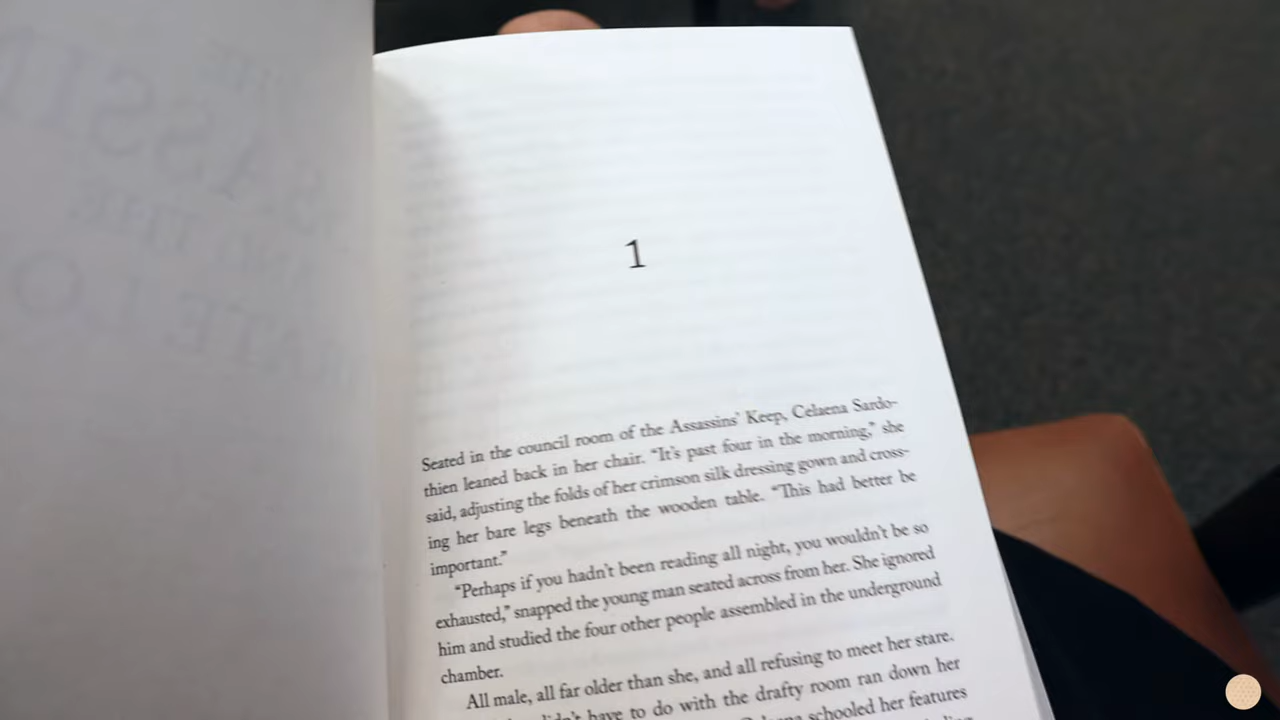 1
Seated in the council room of the Assassins' Keep, Celaena Sardo-
thien leaned back in her chair. “It's past four in the morning,” she
said, adjusting the folds of her crimson silk dressing gown and cross-
ing her bare legs beneath the wooden table. “This had better be
important.”
“Perhaps if you hadn't been reading all night, you wouldn't be so
exhausted,” snapped the young man seated across from her. She ignored
him and studied the four other people assembled in the underground
chamber.
All male, all far older than she, and all refusing to meet her stare.
didn't have to do with the drafty room ran down her
schooled her features